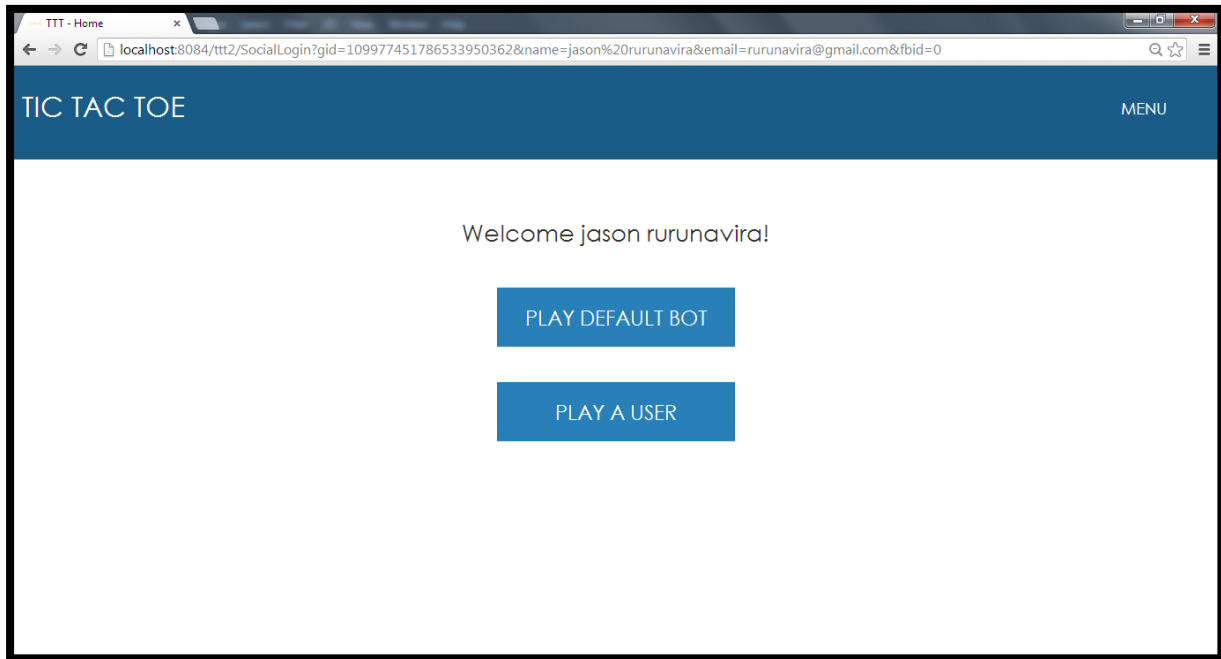 TTT - Home
localhost:8084/ttt2/SocialLogin?gid=109977451786533950362&name=jason%20rurunavira&email=rurunavira@gmail.com&fbid=0
TIC TAC TOE
MENU
Welcome jason rurunavira!
PLAY DEFAULT BOT
PLAY A USER